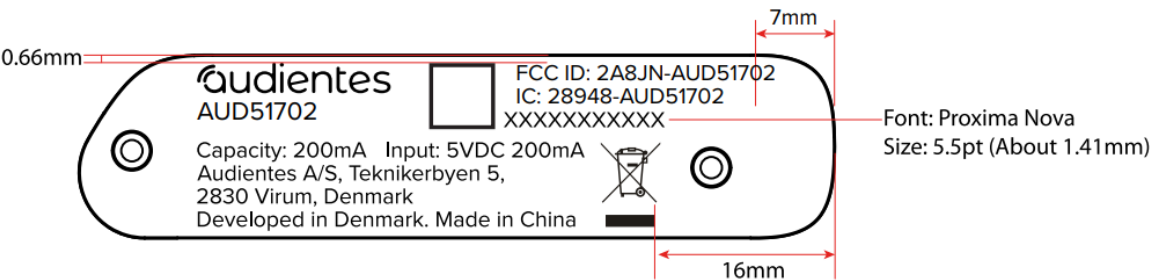 7mm
0.66mm
audientes
AUD51702
FCC ID: 2A8JN-AUD51702
IC: 28948-AUD51702
XXXXXXXXXXX
Font: Proxima Nova
Size: 5.5pt (About 1.41mm)
Capacity: 200mA Input: 5VDC 200mA
Audientes A/S, Teknikerbyen 5,
2830 Virum, Denmark
Developed in Denmark. Made in China
16mm